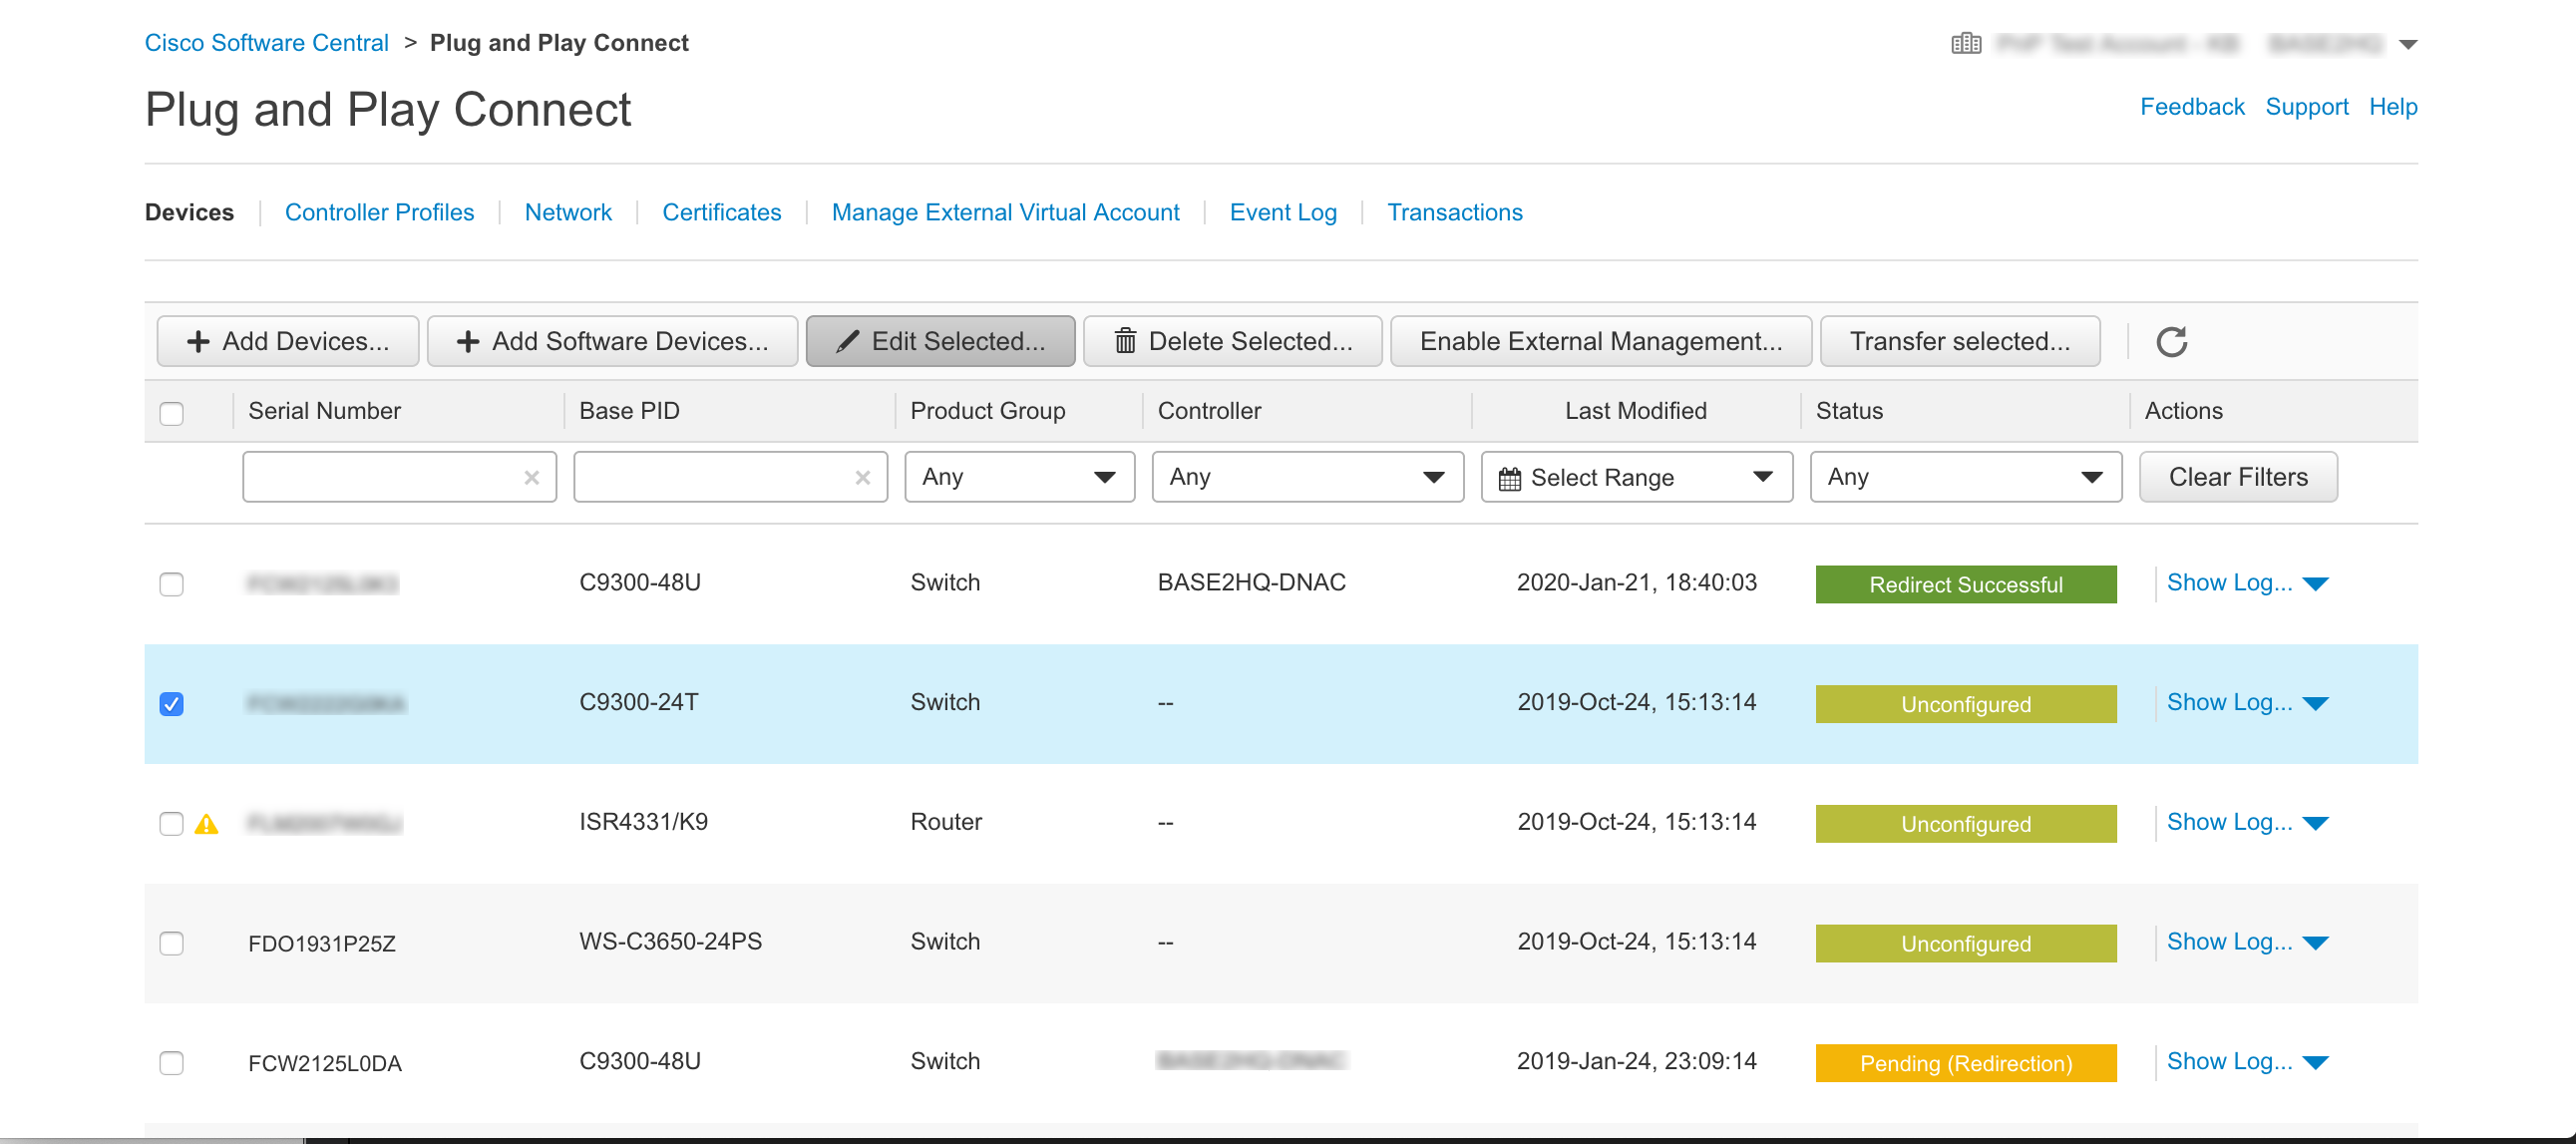 Cisco Software Central > Plug and Play Connect
Plug and Play Connect
Feedback Support Help
Devices Controller Profiles Network Certificates Manage External Virtual Account Event Log Transactions
Add Devices... Add Software Devices... Edit Selected... Delete Selected... Enable External Management... Transfer selected...
Serial Number Base PID Product Group Controller Last Modified Status Actions
Any Any Select Range Any Clear Filters
C9300-48U Switch BASE2HQ-DNAC 2020-Jan-21, 18:40:03 Redirect Successful Show Log...
C9300-24T Switch -- 2019-Oct-24, 15:13:14 Unconfigured Show Log...
ISR4331/K9 Router -- 2019-Oct-24, 15:13:14 Unconfigured Show Log...
FDO1931P25Z WS-C3650-24PS Switch -- 2019-Oct-24, 15:13:14 Unconfigured Show Log...
FCW2125L0DA C9300-48U Switch 2019-Jan-24, 23:09:14 Pending (Redirection) Show Log...